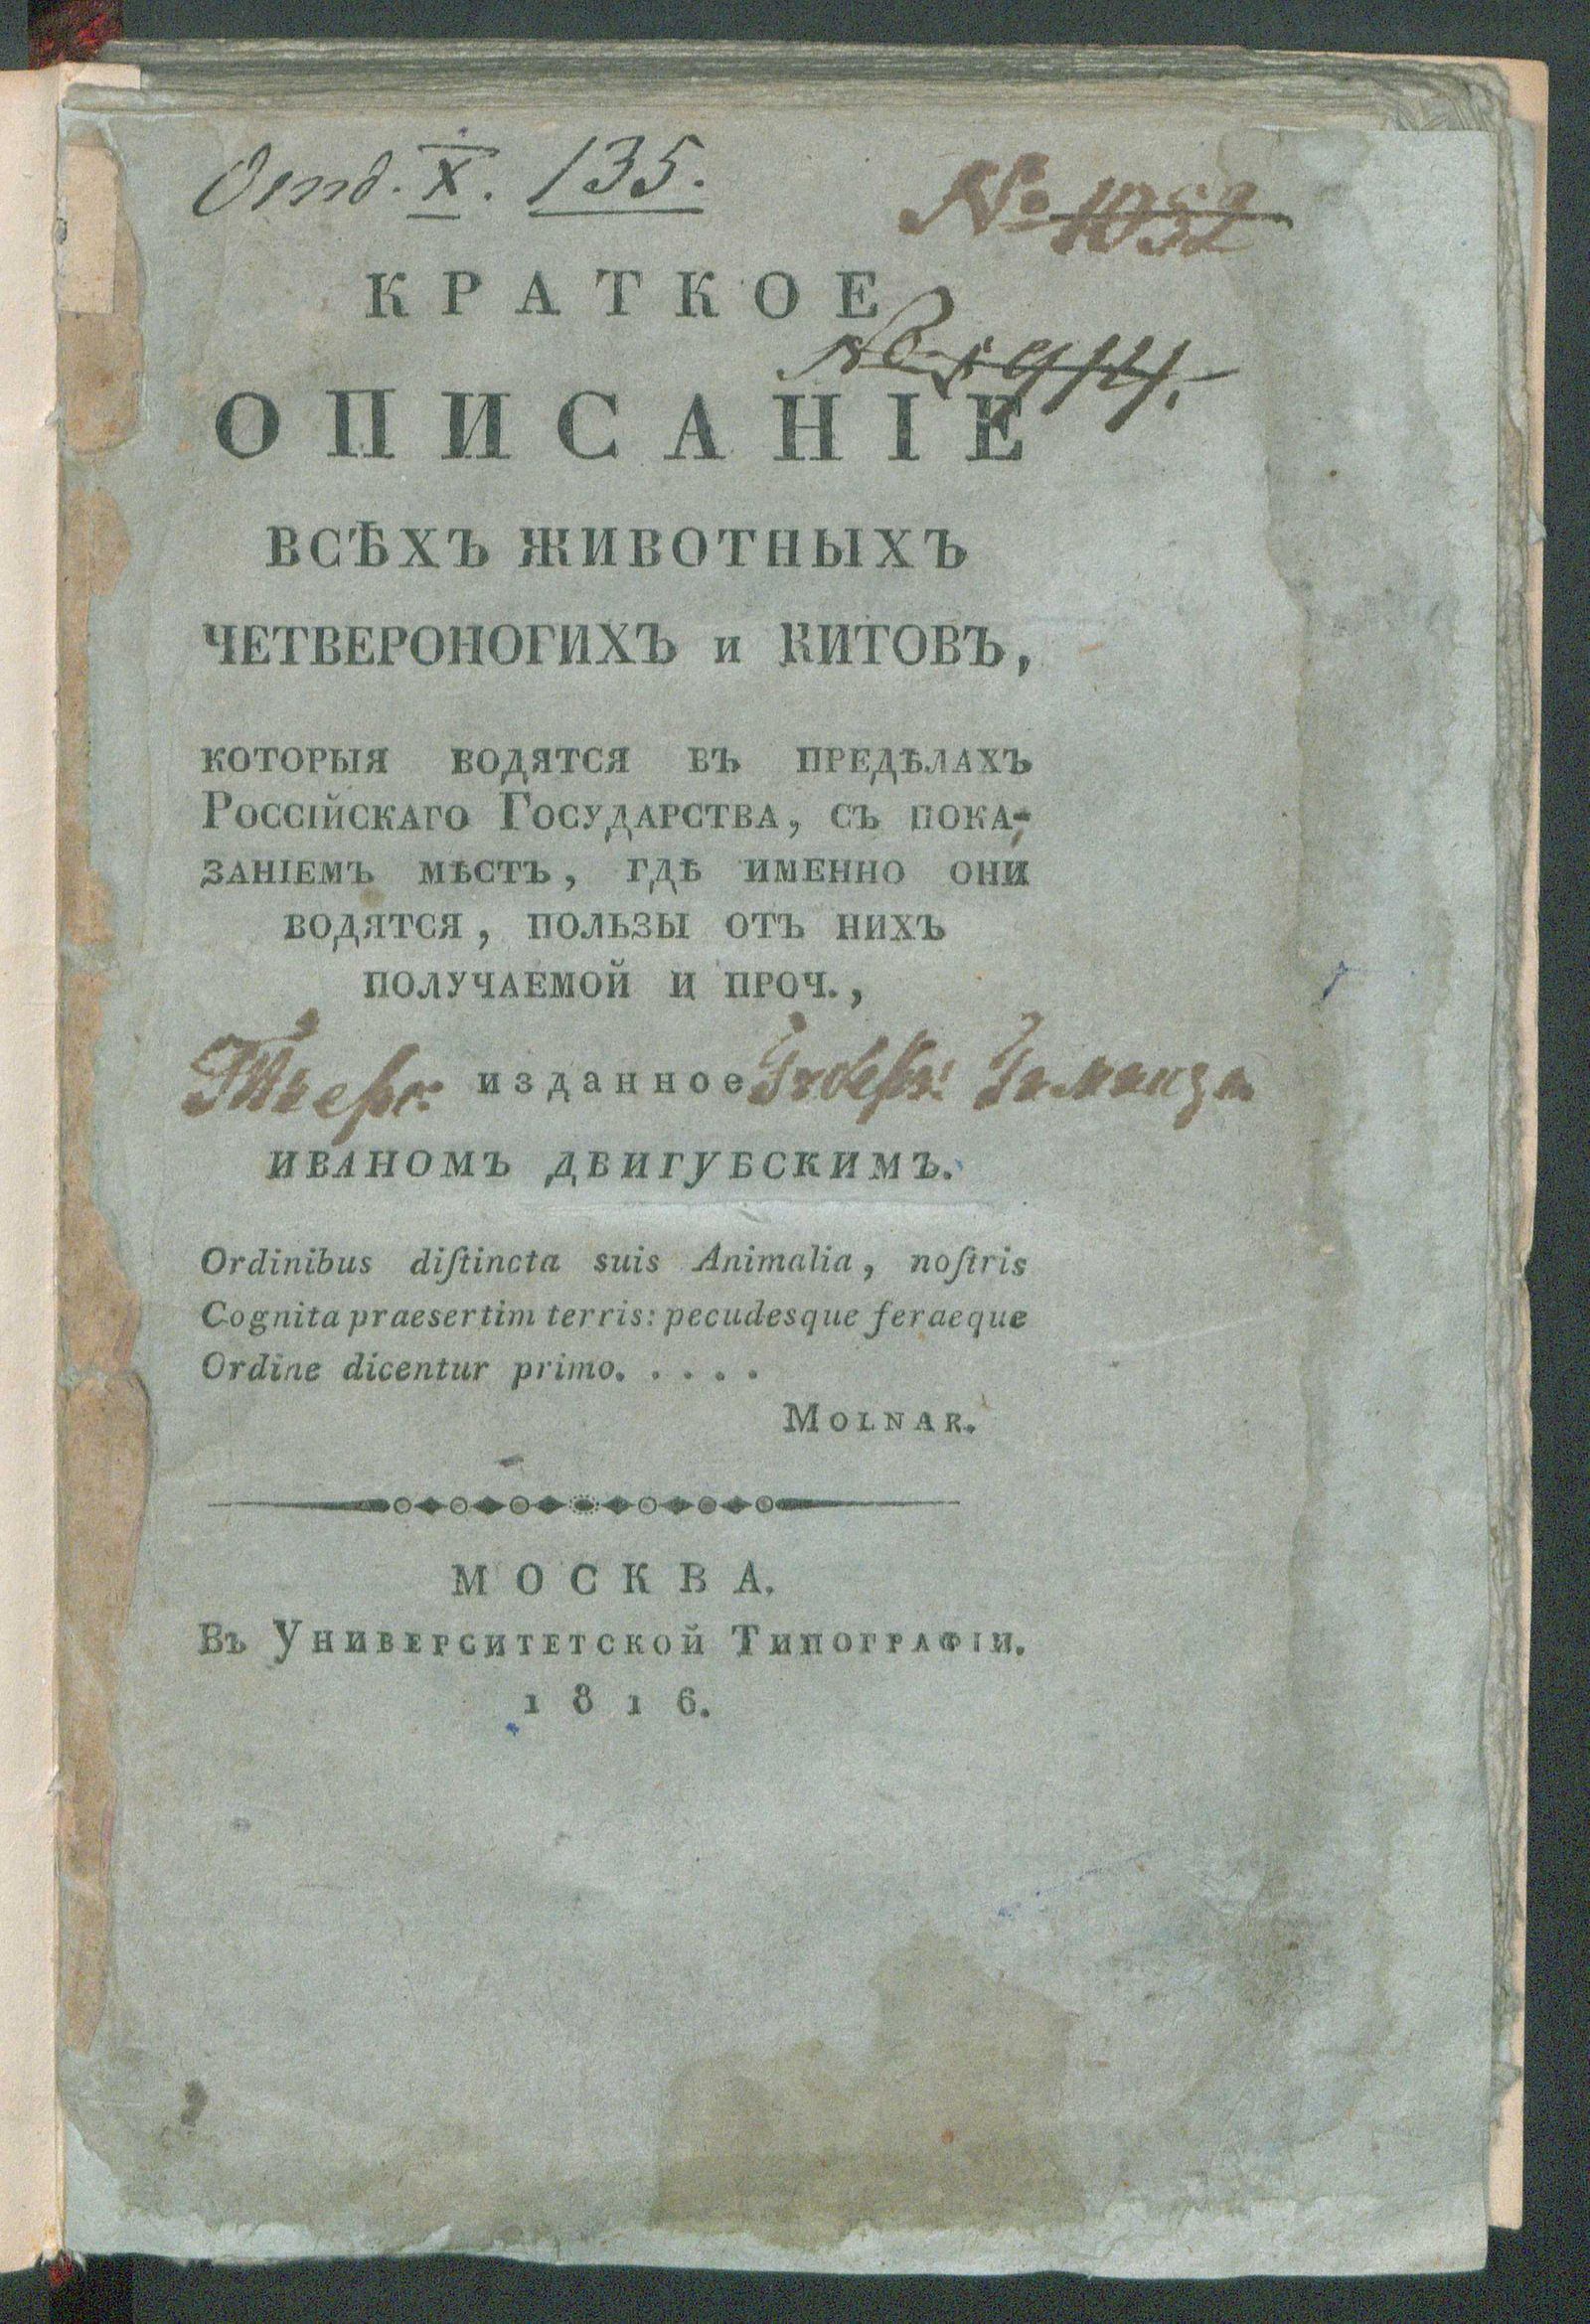 Отд. X. 135.
№ 1052
КРАТКОЕ
ОПИСАНІЕ
ВСѢХЪ ЖИВОТНЫХЪ
ЧЕТВЕРОНОГИХЪ и КИТОВЪ,
КОТОРЫЯ ВОДЯТСЯ ВЪ ПРЕДѢЛАХЪ
РОССІЙСКАГО ГОСУДАРСТВА, СЪ ПОКА-
ЗАНІЕМЪ МѢСТЪ, ГДѢ ИМЕННО ОНИ
ВОДЯТСЯ, ПОЛЬЗЫ ОТЪ НИХЪ
ПОЛУЧАЕМОЙ И ПРОЧ.,
изданное
ИВАНОМЪ ДВИГУБСКИМЪ.
Ordinibus diſtincta suis Animalia, noſtris
Cognita praesertim terris: pecudesque feraeque
Ordine dicentur primo. . . . .
MOLNAR.
МОСКВА.
Въ УНИВЕРСИТЕТСКОЙ ТИПОГРАФІИ.
1816.